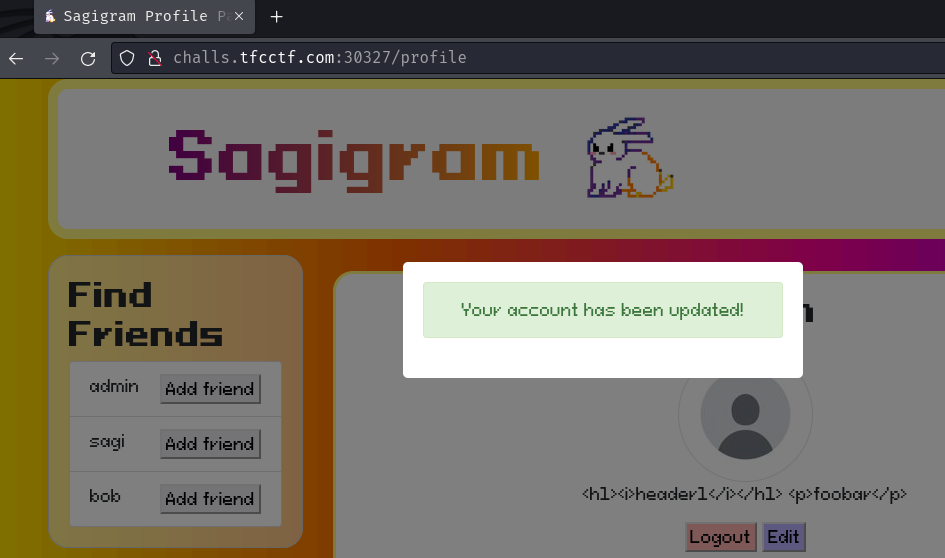 Sagigram Profile Pa
challs.tfcctf.com:30327/profile
Sagigram
Find
Friends
admin Add friend
sagi Add friend
bob Add friend
Your account has been updated!
<h1><i>header1</i></h1> <p>foobar</p>
Logout Edit